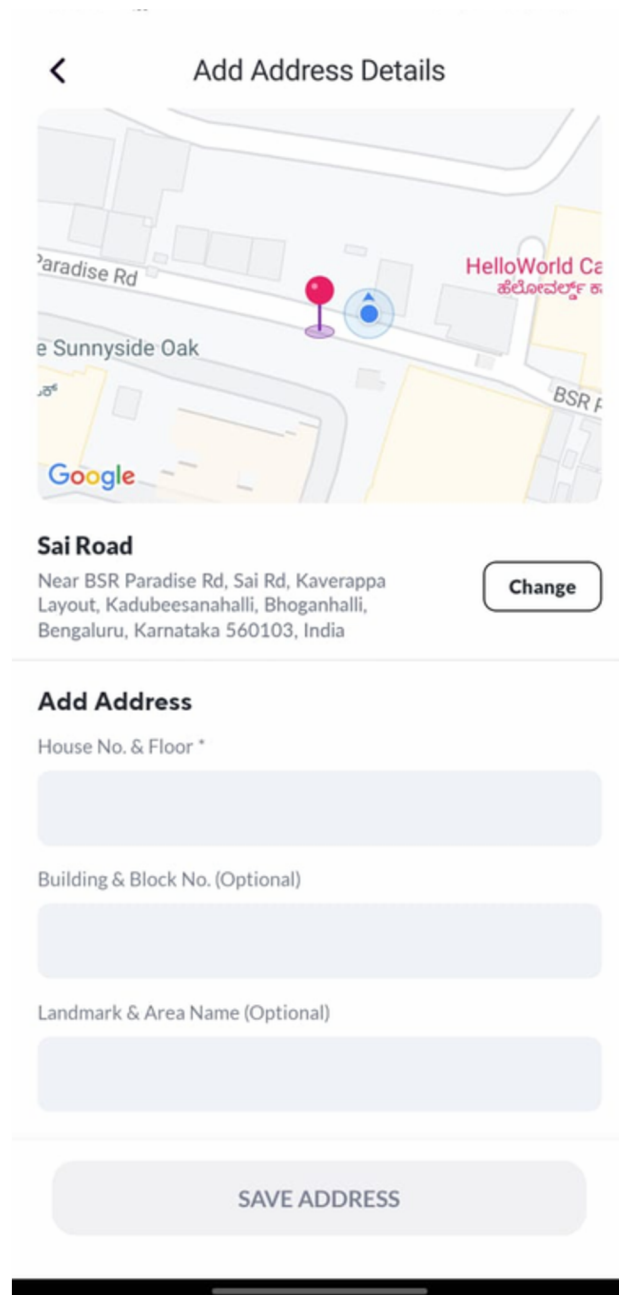 Add Address Details
Paradise Rd
HelloWorld Ca
ಹೆಲೋವರ್ಲ್ಡ್ ಕ
e Sunnyside Oak
BSR P
Google
Sai Road
Near BSR Paradise Rd, Sai Rd, Kaverappa
Layout, Kadubeesanahalli, Bhoganhalli,
Bengaluru, Karnataka 560103, India
Change
Add Address
House No. & Floor *
Building & Block No. (Optional)
Landmark & Area Name (Optional)
SAVE ADDRESS